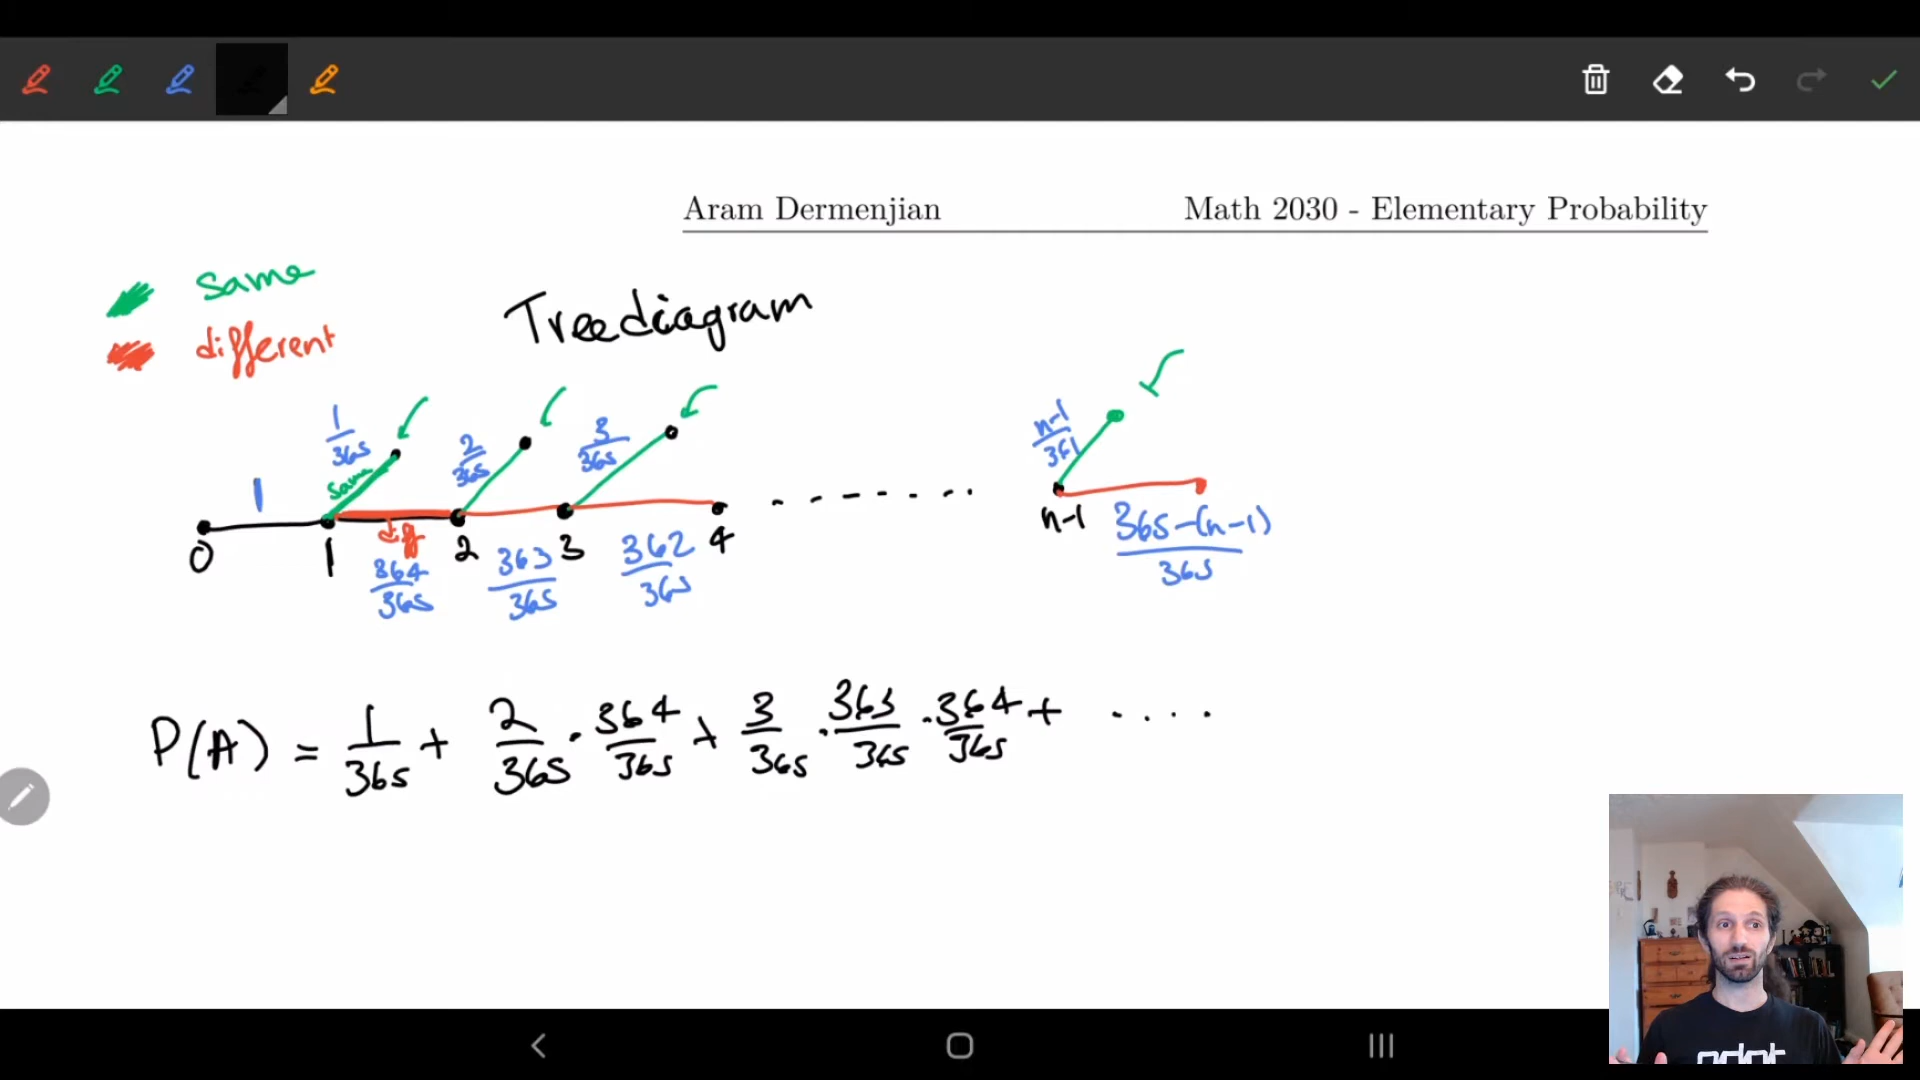 Aram Dermenjian Math 2030 - Elementary Probability
Same
different
Tree diagram
1 1/365 2/365 3/365 n-1/361
Same
diff
0 1 2 3 4 n-1
364/365 363/365 362/365 365-(n-1)/365
P(A) = 1/365 + 2/365 · 364/365 + 3/365 · 363/365 · 364/365 + ....